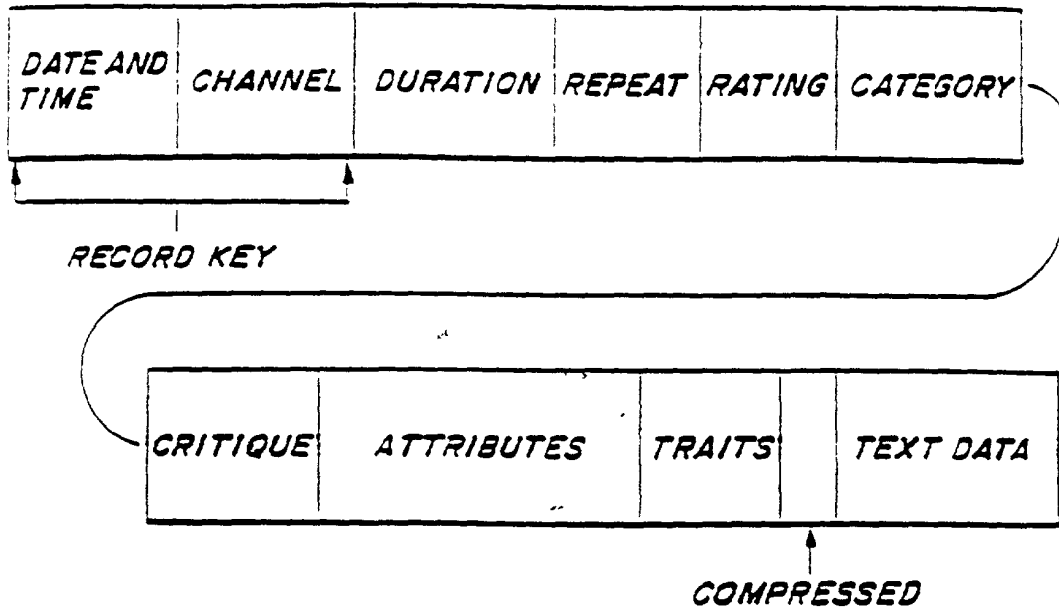 DATE AND
TIME
CHANNEL
DURATION
REPEAT
RATING
CATEGORY
RECORD KEY
CRITIQUE
ATTRIBUTES
TRAITS
TEXT DATA
COMPRESSED